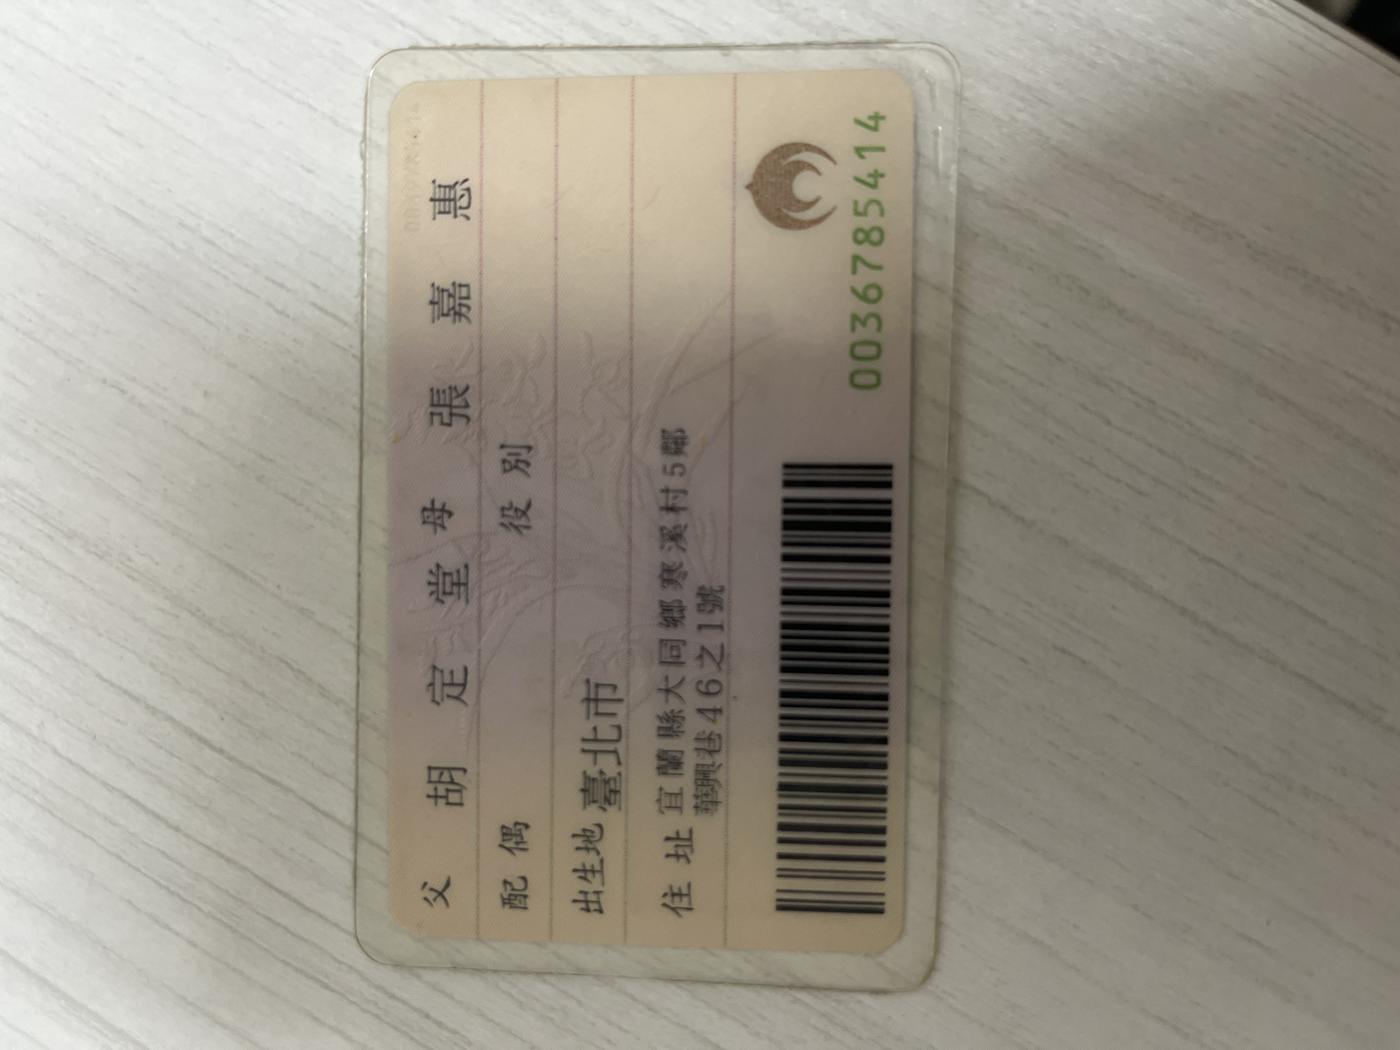 父 胡定堂 母 張嘉惠
配偶 役別
出生地 臺北市
住址 宜蘭縣大同鄉寒溪村5鄰
華興巷46之1號
0036785414